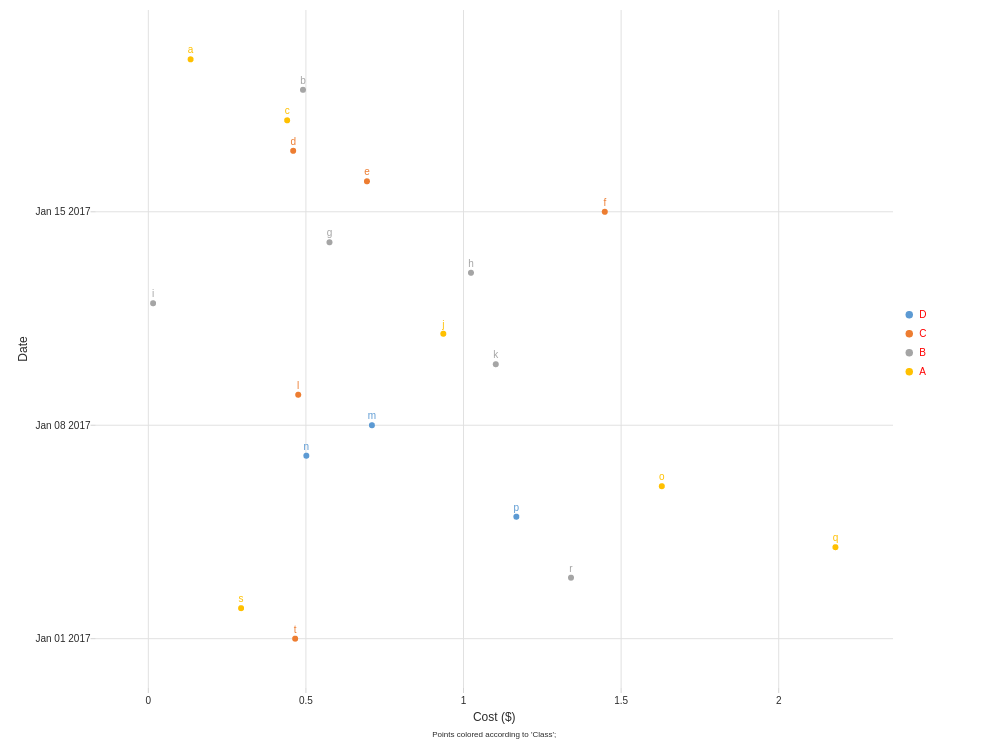 a
b
c
d
e
Jan 15 2017
f
g
h
i
D
j
C
Date
B
k
A
l
m
Jan 08 2017
n
o
p
q
r
s
t
Jan 01 2017
0 0.5 1 1.5 2
Cost ($)
Points colored according to 'Class';